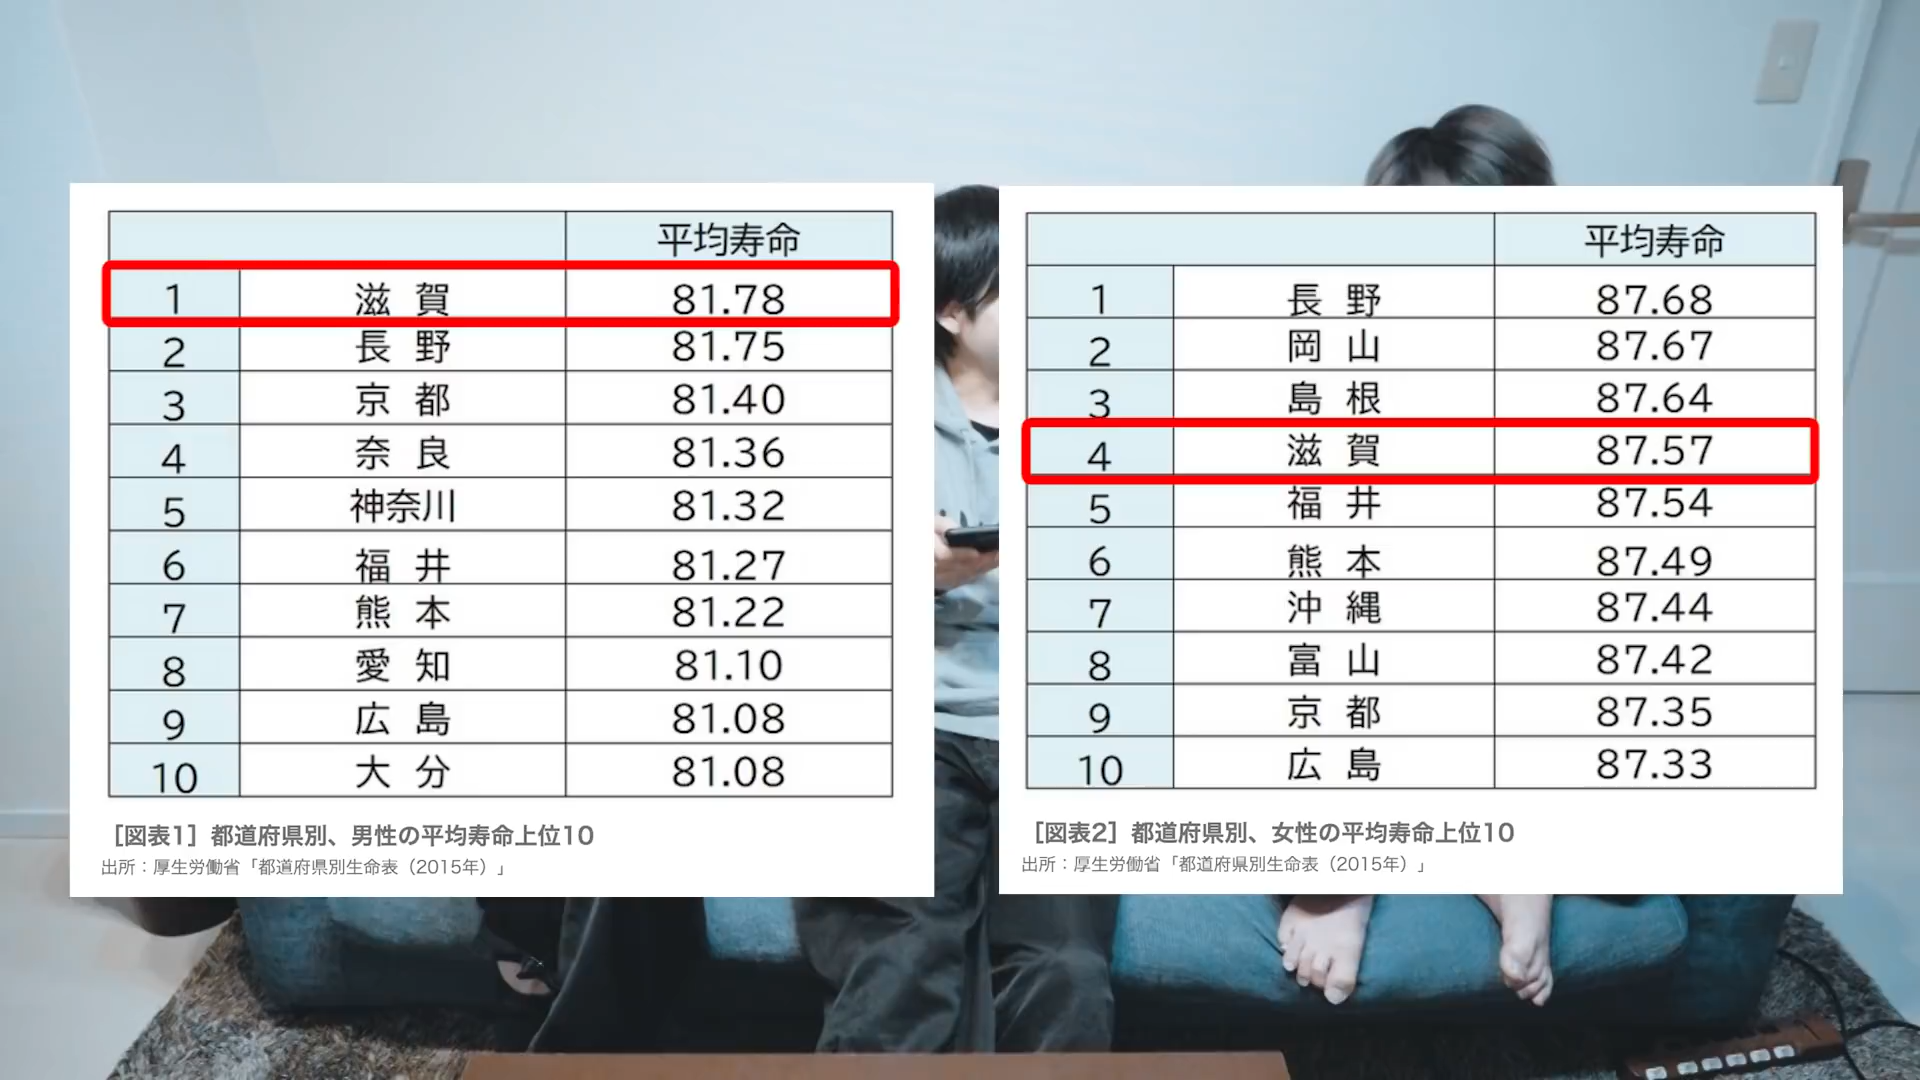 平均寿命
1 滋賀 81.78
2 長野 81.75
3 京都 81.40
4 奈良 81.36
5 神奈川 81.32
6 福井 81.27
7 熊本 81.22
8 愛知 81.10
9 広島 81.08
10 大分 81.08
［図表1］都道府県別、男性の平均寿命上位10
出所：厚生労働省「都道府県別生命表（2015年）」
平均寿命
1 長野 87.68
2 岡山 87.67
3 島根 87.64
4 滋賀 87.57
5 福井 87.54
6 熊本 87.49
7 沖縄 87.44
8 富山 87.42
9 京都 87.35
10 広島 87.33
［図表2］都道府県別、女性の平均寿命上位10
出所：厚生労働省「都道府県別生命表（2015年）」